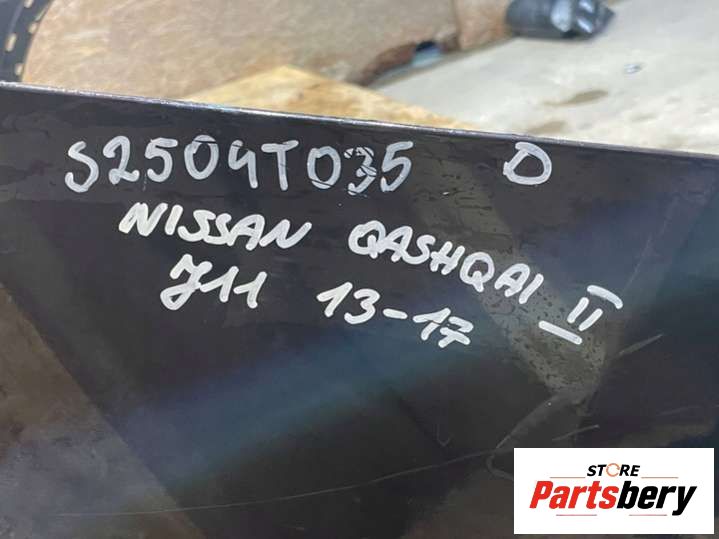 S2504T035 D
NISSAN QASHQAI II
J11 13-17
STORE
Partsbery